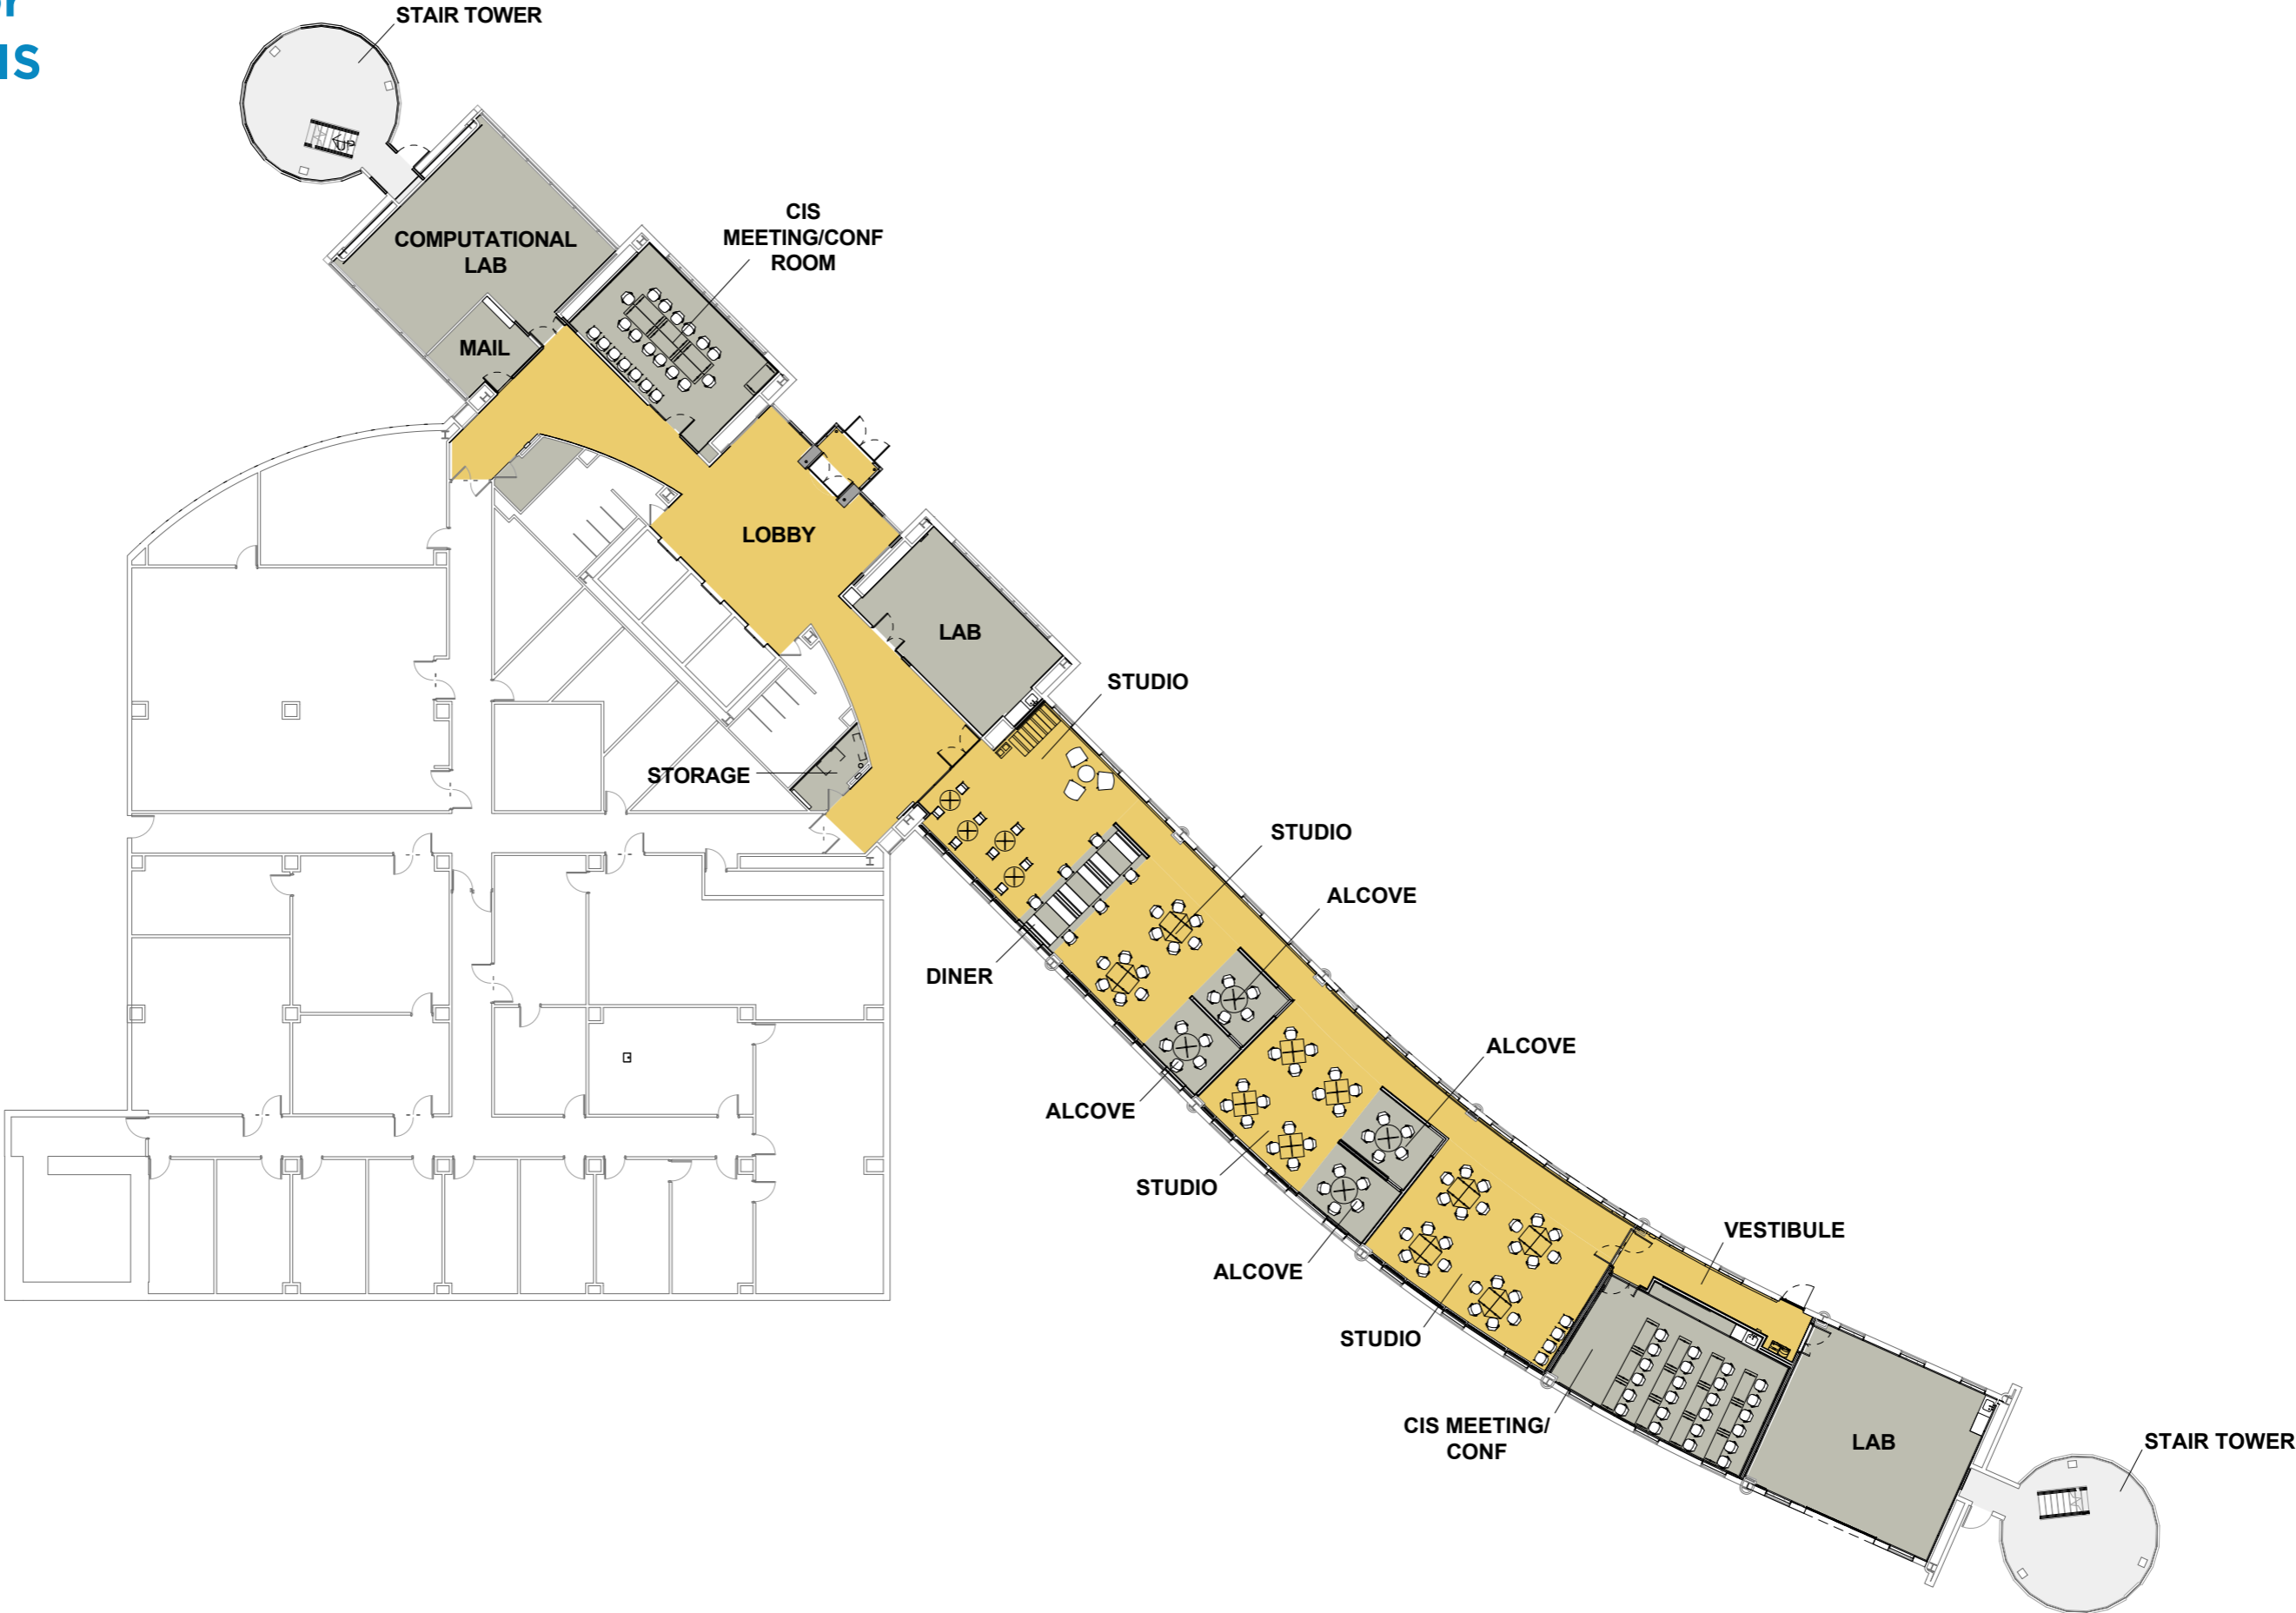 or
STAIR TOWER
CIS
MEETING/CONF
ROOM
COMPUTATIONAL
LAB
MAIL
LOBBY
LAB
STUDIO
STORAGE
STUDIO
ALCOVE
DINER
ALCOVE
ALCOVE
STUDIO
ALCOVE
VESTIBULE
STUDIO
CIS MEETING/
CONF
LAB
STAIR TOWER
UP